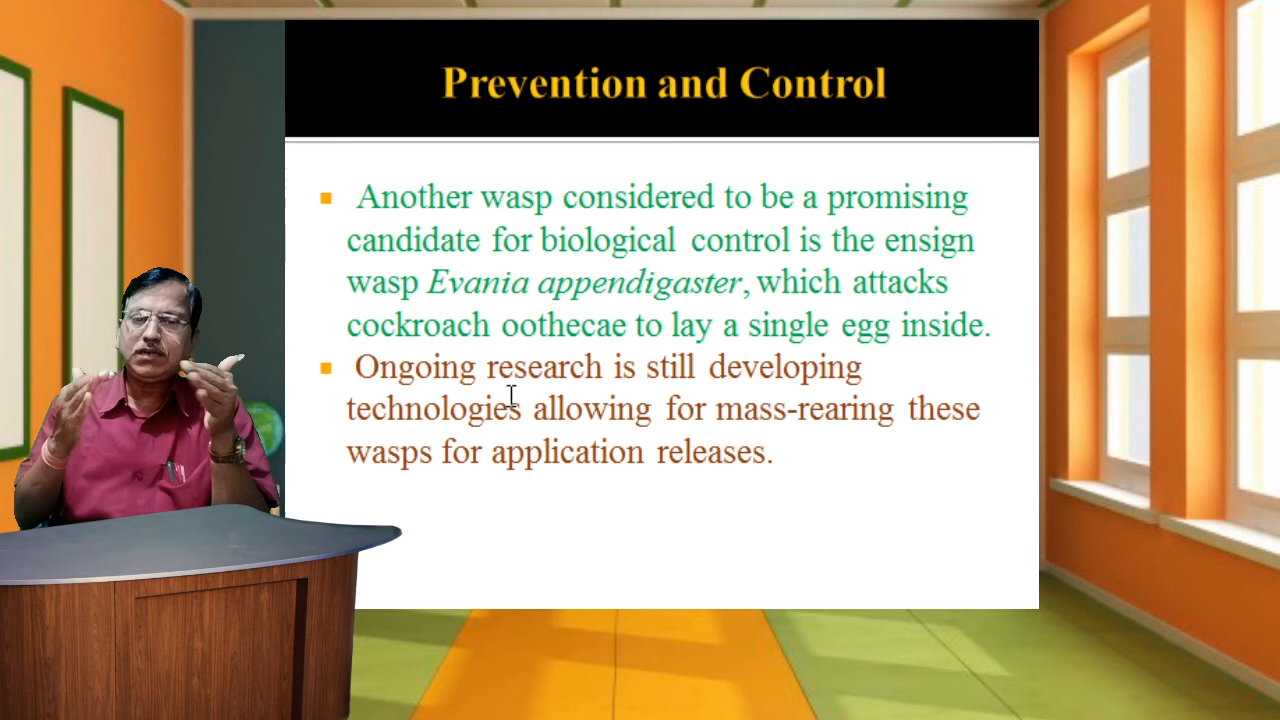 Prevention and Control
Another wasp considered to be a promising
candidate for biological control is the ensign
wasp Evania appendigaster, which attacks
cockroach oothecae to lay a single egg inside.
Ongoing research is still developing
technologies allowing for mass-rearing these
wasps for application releases.